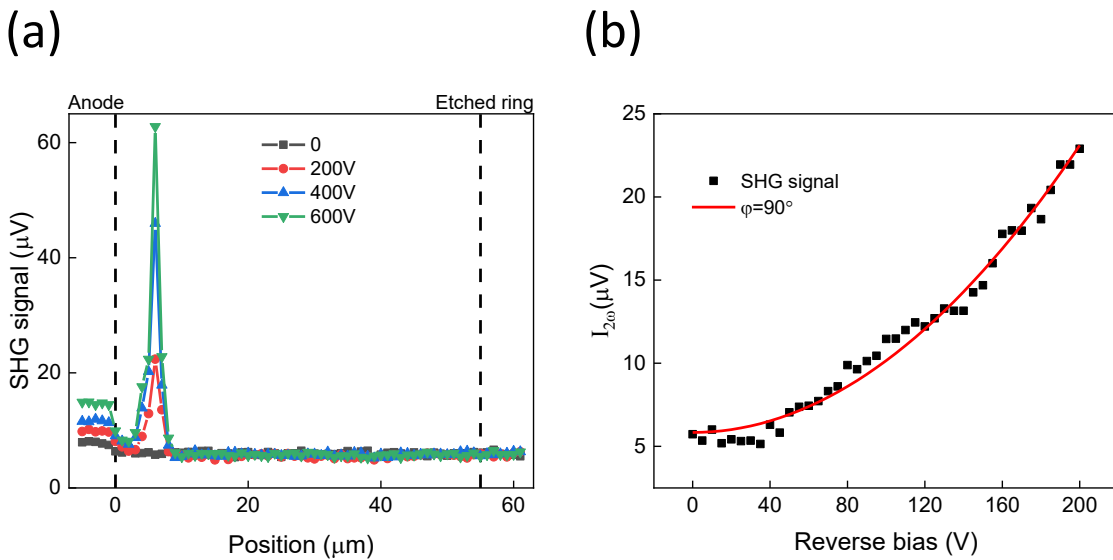 (a)
Anode
Etched ring
60
40
20
0
0
20
40
60
SHG signal (μV)
Position (μm)
0
200V
400V
600V
(b)
25
20
15
10
5
0
40
80
120
160
200
I2ω(μV)
Reverse bias (V)
SHG signal
φ=90°